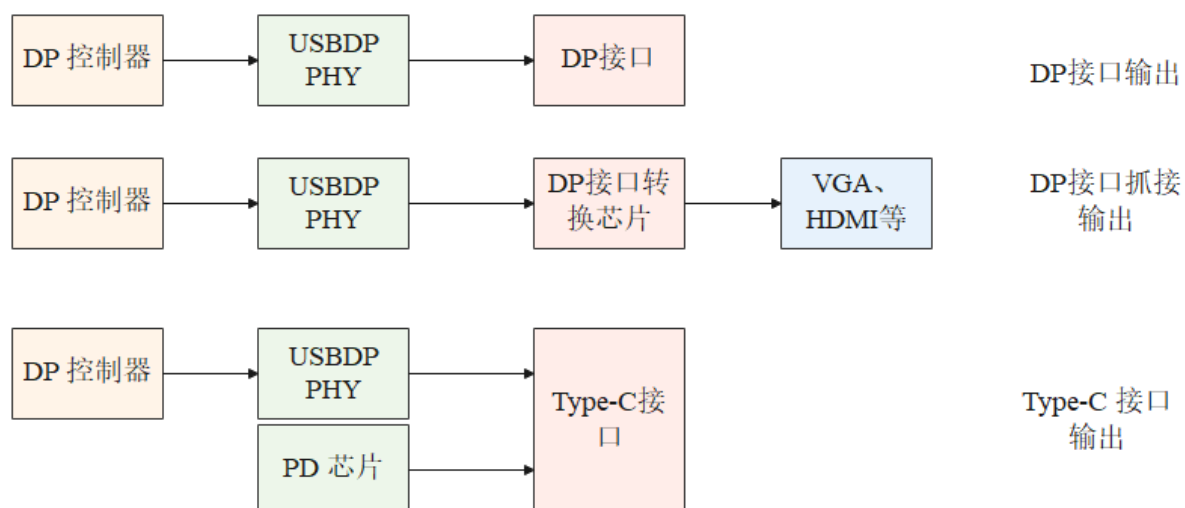 DP 控制器
USBDP
PHY
DP接口
DP接口输出
DP 控制器
USBDP
PHY
DP接口转
换芯片
VGA、
HDMI等
DP接口抓接
输出
DP 控制器
USBDP
PHY
PD 芯片
Type-C接
口
Type-C 接口
输出